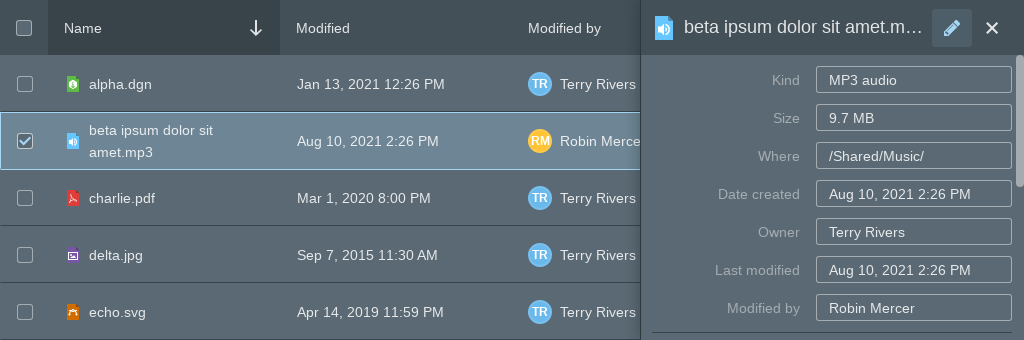 Name
Modified
Modified by
alpha.dgn
Jan 13, 2021 12:26 PM
TR
Terry Rivers
beta ipsum dolor sit
amet.mp3
Aug 10, 2021 2:26 PM
RM
Robin Merce
charlie.pdf
Mar 1, 2020 8:00 PM
TR
Terry Rivers
delta.jpg
Sep 7, 2015 11:30 AM
TR
Terry Rivers
echo.svg
Apr 14, 2019 11:59 PM
TR
Terry Rivers
beta ipsum dolor sit amet.m...
Kind
MP3 audio
Size
9.7 MB
Where
/Shared/Music/
Date created
Aug 10, 2021 2:26 PM
Owner
Terry Rivers
Last modified
Aug 10, 2021 2:26 PM
Modified by
Robin Mercer